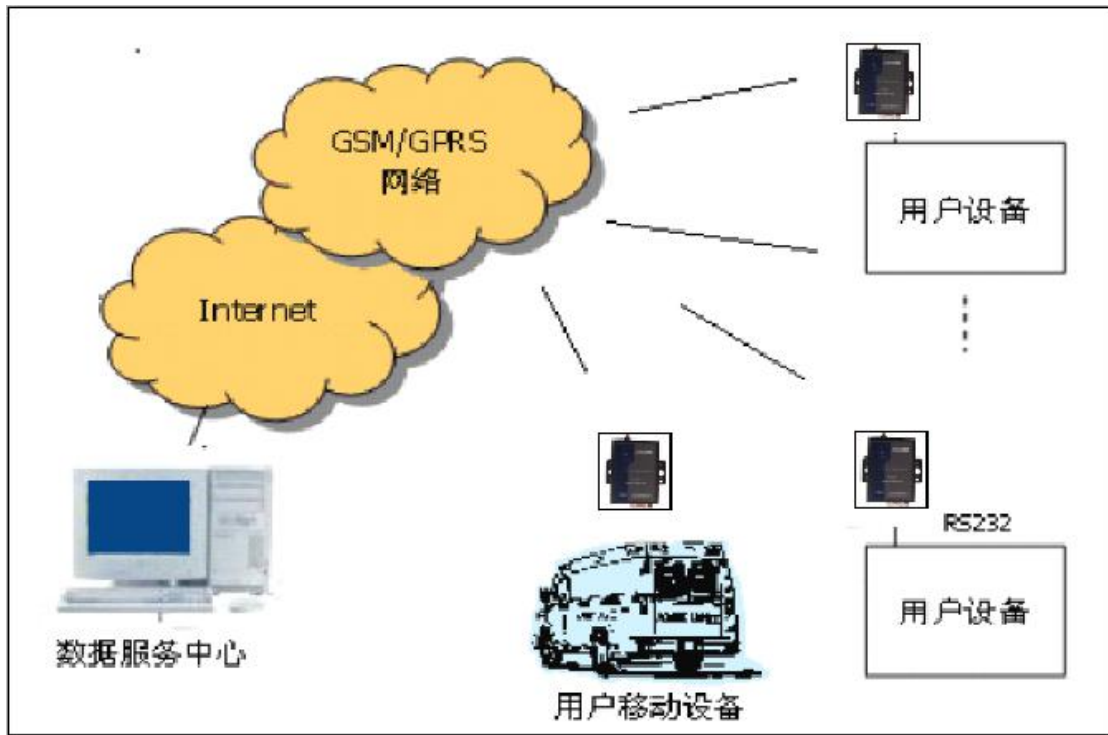 GSM/GPRS
网络
用户设备
Internet
RS232
用户设备
数据服务中心
用户移动设备